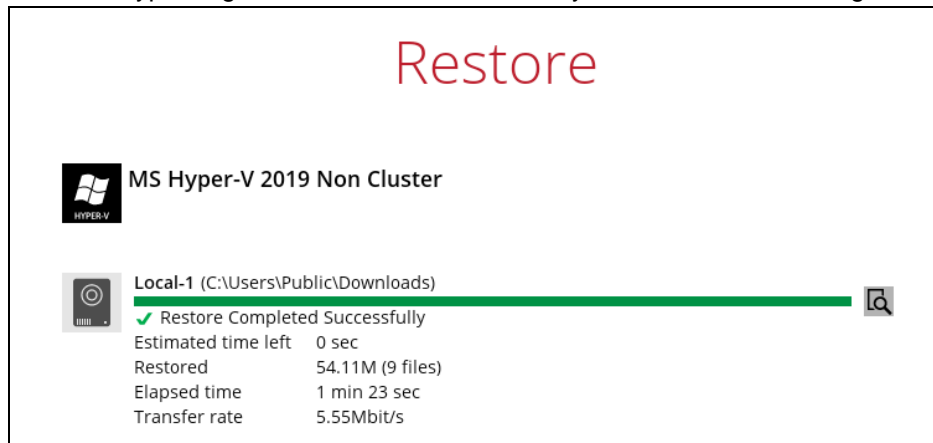 Restore
MS Hyper-V 2019 Non Cluster
HYPER-V
Local-1 (C:\Users\Public\Downloads)
Restore Completed Successfully
Estimated time left 0 sec
Restored 54.11M (9 files)
Elapsed time 1 min 23 sec
Transfer rate 5.55Mbit/s